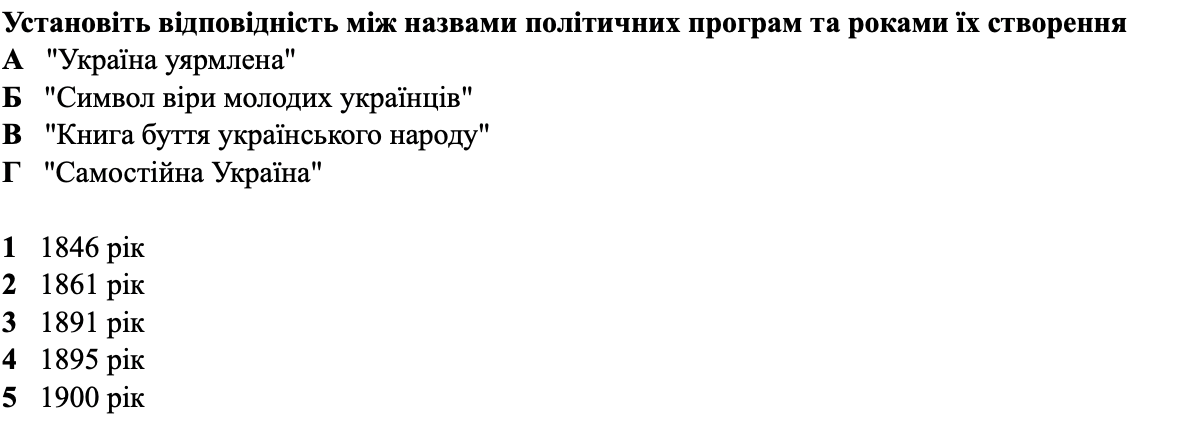 Установіть відповідність між назвами політичних програм та роками їх створення
А "Україна уярмлена"
Б "Символ віри молодих українців"
В "Книга буття українського народу"
Г "Самостійна Україна"
1 1846 рік
2 1861 рік
3 1891 рік
4 1895 рік
5 1900 рік